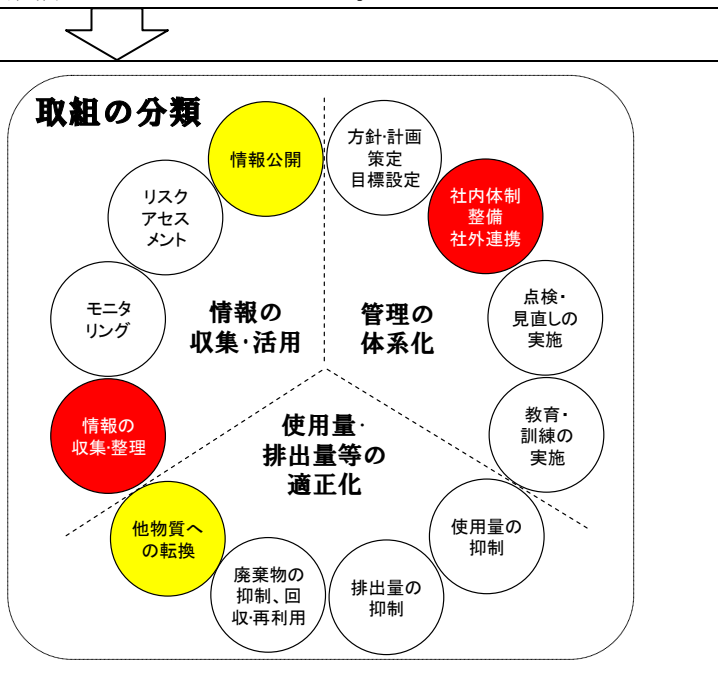 取組の分類
情報公開
方針・計画
策定
目標設定
リスク
アセス
メント
社内体制
整備
社外連携
モニタ
リング
情報の
収集・活用
管理の
体系化
点検・
見直しの
実施
情報の
収集・整理
使用量・
排出量等の
適正化
教育・
訓練の
実施
他物質へ
の転換
使用量の
抑制
廃棄物の
抑制、回
収・再利用
排出量の
抑制